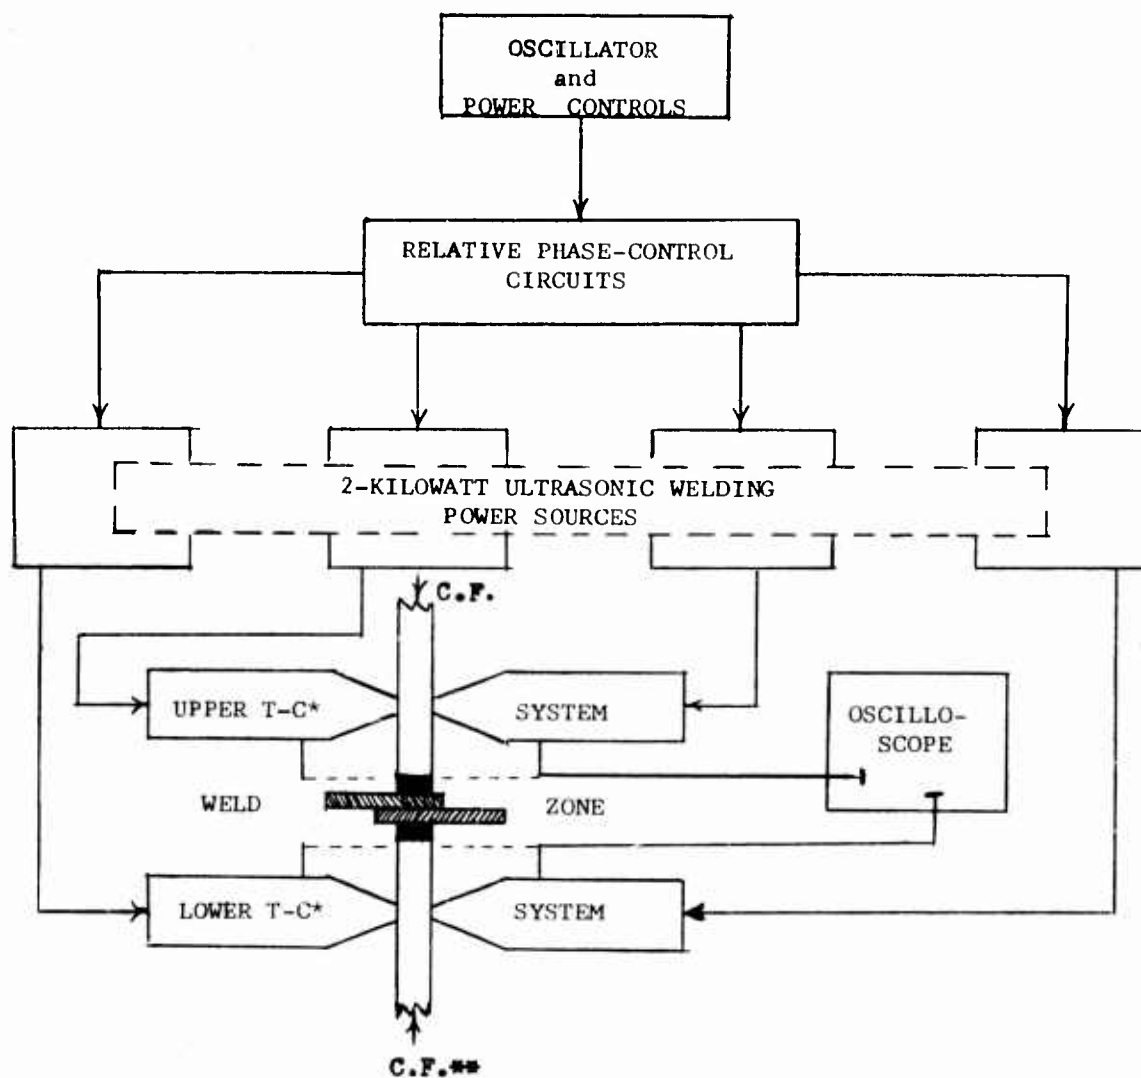 OSCILLATOR
and
POWER CONTROLS
RELATIVE PHASE-CONTROL
CIRCUITS
2-KILOWATT ULTRASONIC WELDING
POWER SOURCES
C.F.
UPPER T-C*
SYSTEM
OSCILLO-
SCOPE
WELD
ZONE
LOWER T-C*
SYSTEM
C.F.**